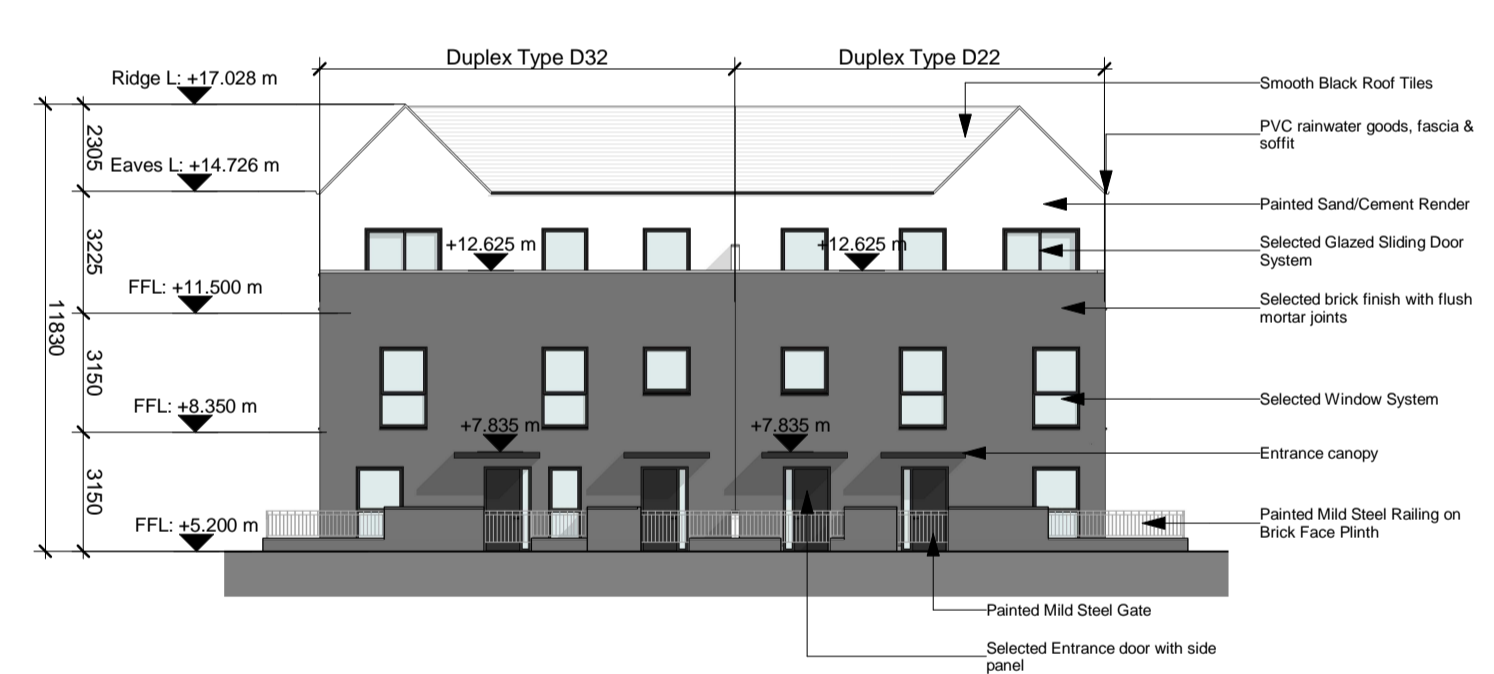 Duplex Type D32
Duplex Type D22
Ridge L: +17.028 m
Smooth Black Roof Tiles
PVC rainwater goods, fascia &
soffit
2305
Eaves L: +14.726 m
Painted Sand/Cement Render
+12.625 m
+12.625 m
Selected Glazed Sliding Door
System
3225
FFL: +11.500 m
Selected brick finish with flush
mortar joints
11830
3150
FFL: +8.350 m
Selected Window System
+7.835 m
+7.835 m
Entrance canopy
3150
FFL: +5.200 m
Painted Mild Steel Railing on
Brick Face Plinth
Painted Mild Steel Gate
Selected Entrance door with side
panel